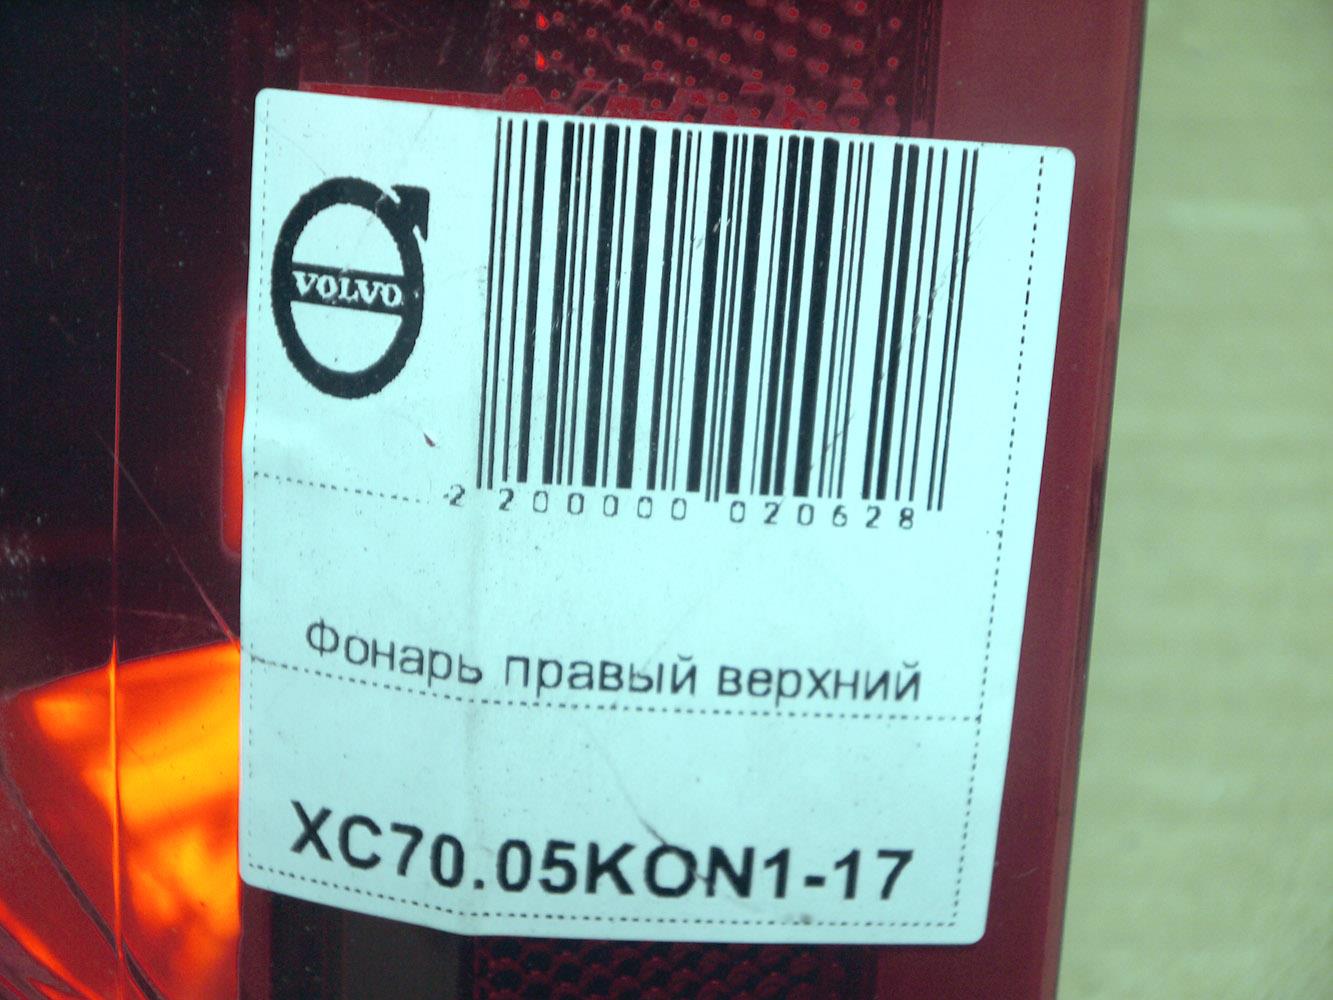 VOLVO
2 200000 020628
Фонарь правый верхний
XC70.05KON1-17